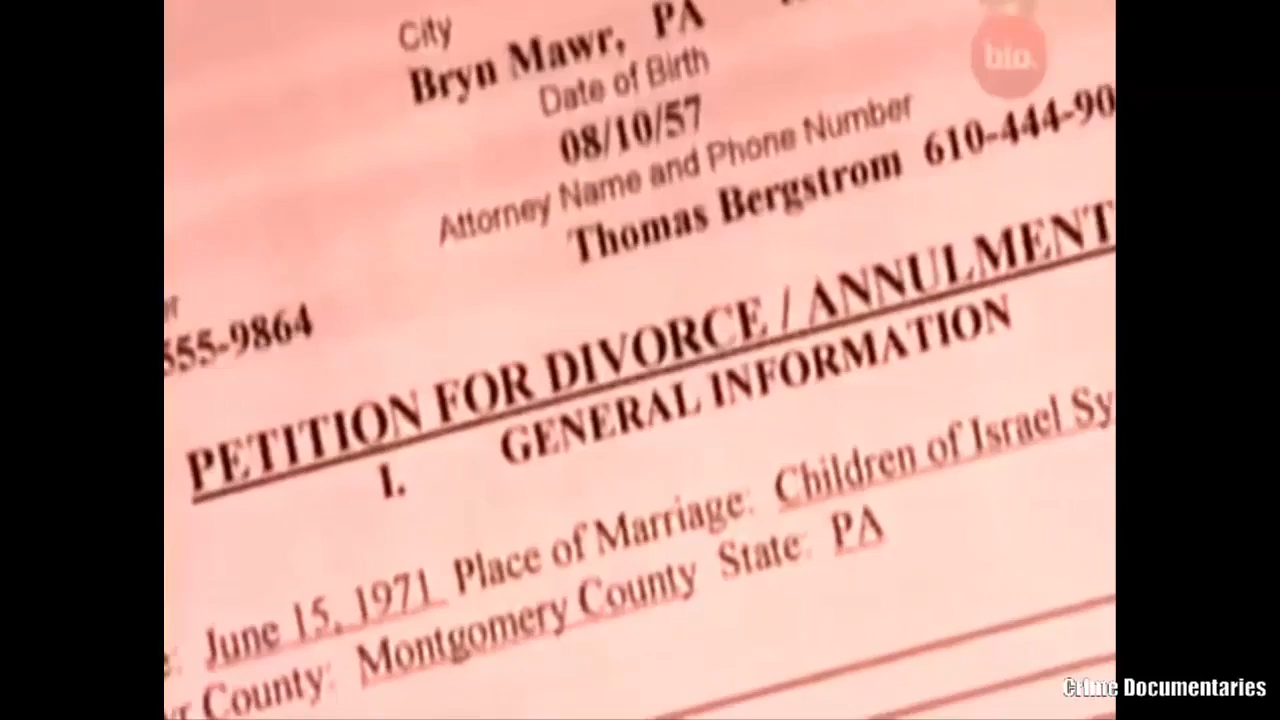 City
Bryn Mawr, PA
bio.
Date of Birth
08/10/57
Attorney Name and Phone Number
Thomas Bergstrom 610-444-90
555-9864
PETITION FOR DIVORCE / ANNULMENT
I. GENERAL INFORMATION
June 15, 1971 Place of Marriage: Children of Israel Sy
County: Montgomery County State: PA
Crime Documentaries